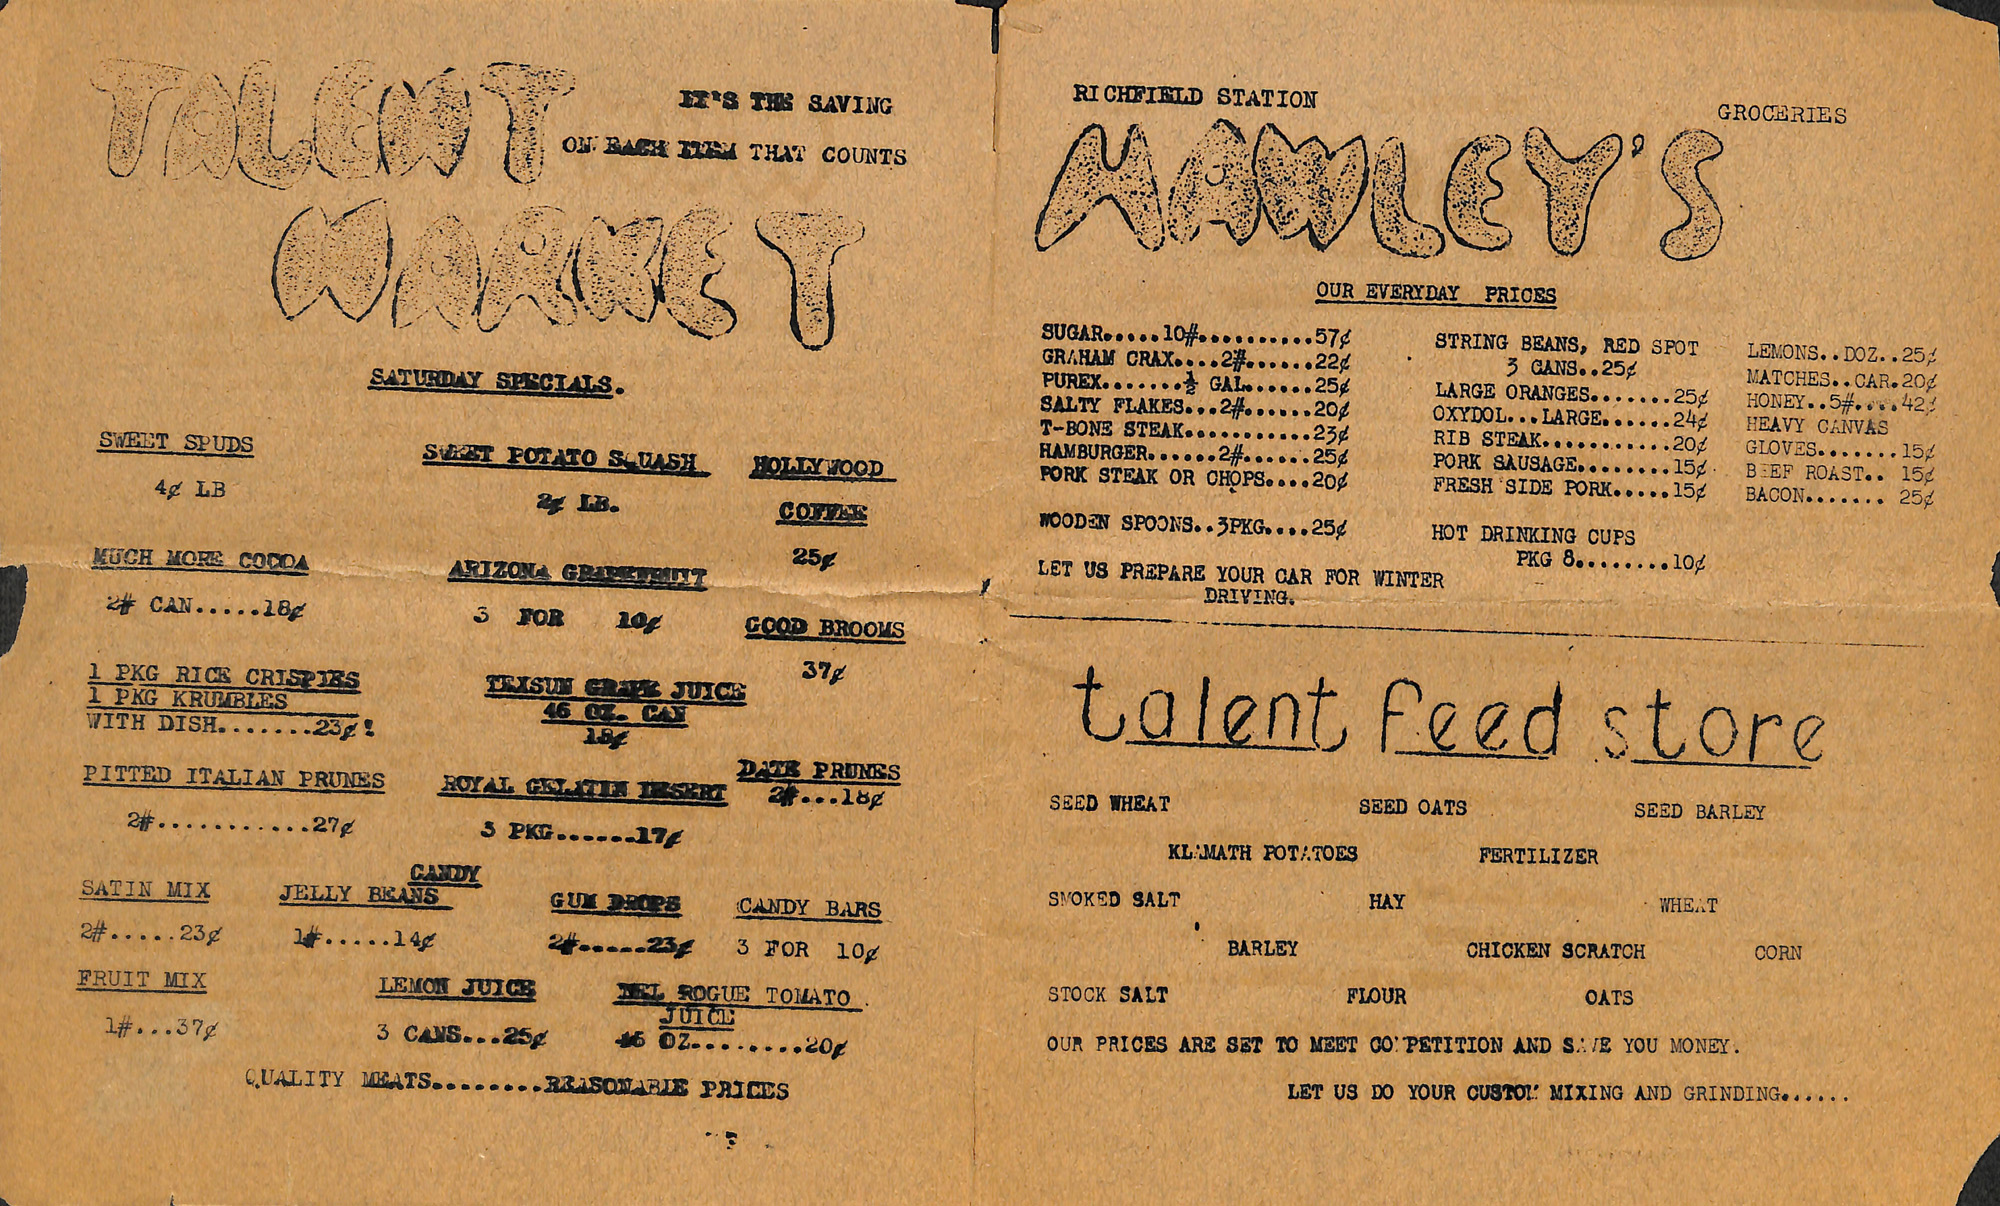 TALENT
IT'S THE SAVING
ON EACH ITEM THAT COUNTS
MARKET
SATURDAY SPECIALS.
SWEET SPUDS
4¢ LB
SWEET POTATO SQUASH
2¢ LB.
HOLLYWOOD
COFFEE
25¢
MUCH MORE COCOA
2# CAN.....18¢
ARIZONA GRAPEFRUIT
3 FOR 10¢
GOOD BROOMS
37¢
1 PKG RICE CRISPIES
1 PKG KRUMBLES
WITH DISH........23¢!
TEXSUN GRAPE JUICE
46 OZ. CAN
18¢
PITTED ITALIAN PRUNES
2#............27¢
ROYAL GELATIN DESERT
3 PKG......17¢
DATE PRUNES
2#...18¢
CANDY
SATIN MIX
2#.....23¢
JELLY BEANS
1#.....14¢
GUM DROPS
2#.....23¢
CANDY BARS
3 FOR 10¢
FRUIT MIX
1#...37¢
LEMON JUICE
3 CANS...25¢
DEL ROGUE TOMATO
JUICE
46 OZ.........20¢
QUALITY MEATS........REASONABLE PRICES
RICHFIELD STATION
GROCERIES
HAWLEY'S
OUR EVERYDAY PRICES
SUGAR.....10#..........57¢
GRAHAM CRAX....2#......22¢
PUREX.......½ GAL......25¢
SALTY FLAKES...2#......20¢
T-BONE STEAK...........23¢
HAMBURGER......2#......25¢
PORK STEAK OR CHOPS....20¢
WOODEN SPOONS..3PKG....25¢
STRING BEANS, RED SPOT
3 CANS..25¢
LARGE ORANGES.......25¢
OXYDOL...LARGE......24¢
RIB STEAK...........20¢
PORK SAUSAGE........15¢
FRESH SIDE PORK.....15¢
HOT DRINKING CUPS
PKG 8........10¢
LEMONS..DOZ..25¢
MATCHES..CAR.20¢
HONEY..5#....42¢
HEAVY CANVAS
GLOVES.......15¢
BEEF ROAST.. 15¢
BACON....... 25¢
LET US PREPARE YOUR CAR FOR WINTER
DRIVING.
talent feed store
SEED WHEAT SEED OATS SEED BARLEY
KLAMATH POTATOES FERTILIZER
SMOKED SALT HAY WHEAT
BARLEY CHICKEN SCRATCH CORN
STOCK SALT FLOUR OATS
OUR PRICES ARE SET TO MEET COMPETITION AND SAVE YOU MONEY.
LET US DO YOUR CUSTOM MIXING AND GRINDING......